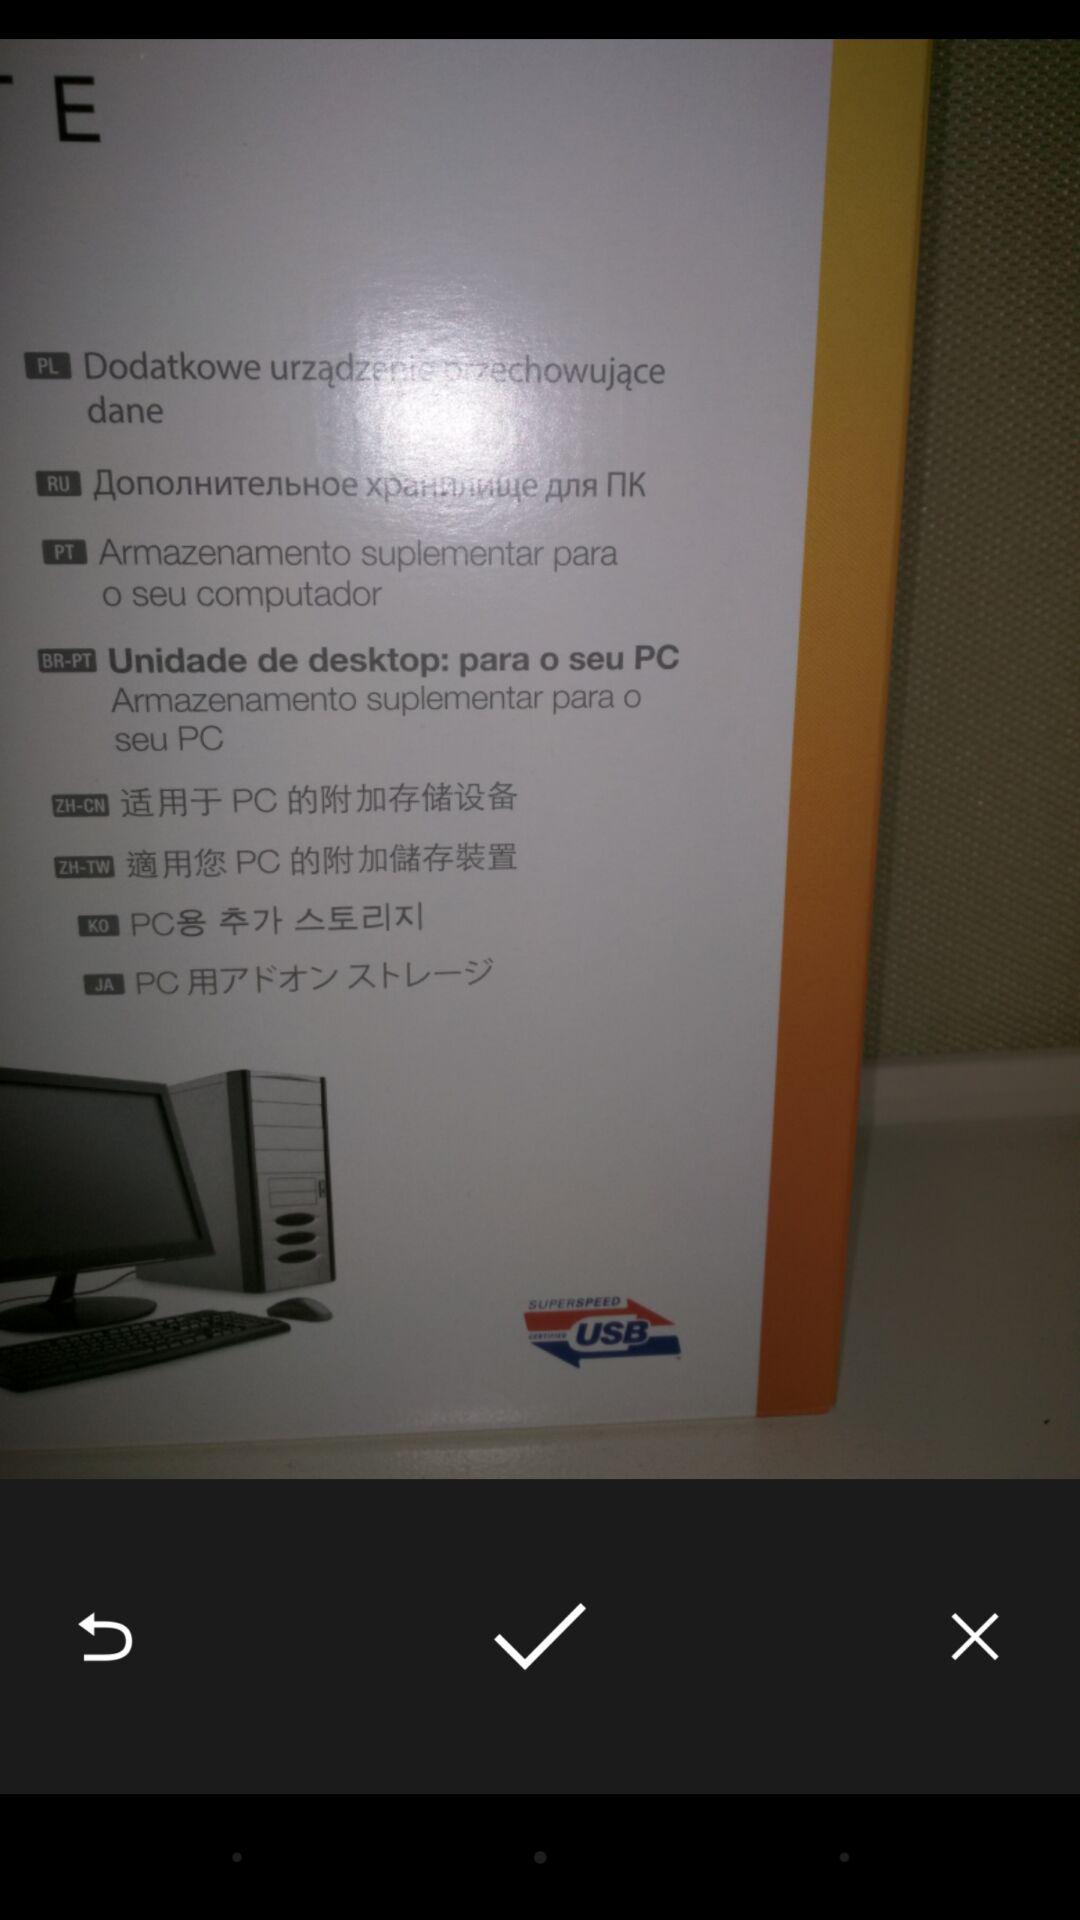 TE
PL Dodatkowe urządzenie przechowujące
dane
RU Дополнительное хранилище для ПК
PT Armazenamento suplementar para
o seu computador
BR-PT Unidade de desktop: para o seu PC
Armazenamento suplementar para o
seu PC
ZH-CN 适用于 PC 的附加存储设备
ZH-TW 適用您 PC 的附加儲存裝置
KO PC용 추가 스토리지
JA PC 用アドオン ストレージ
SUPERSPEED
CERTIFIED USB